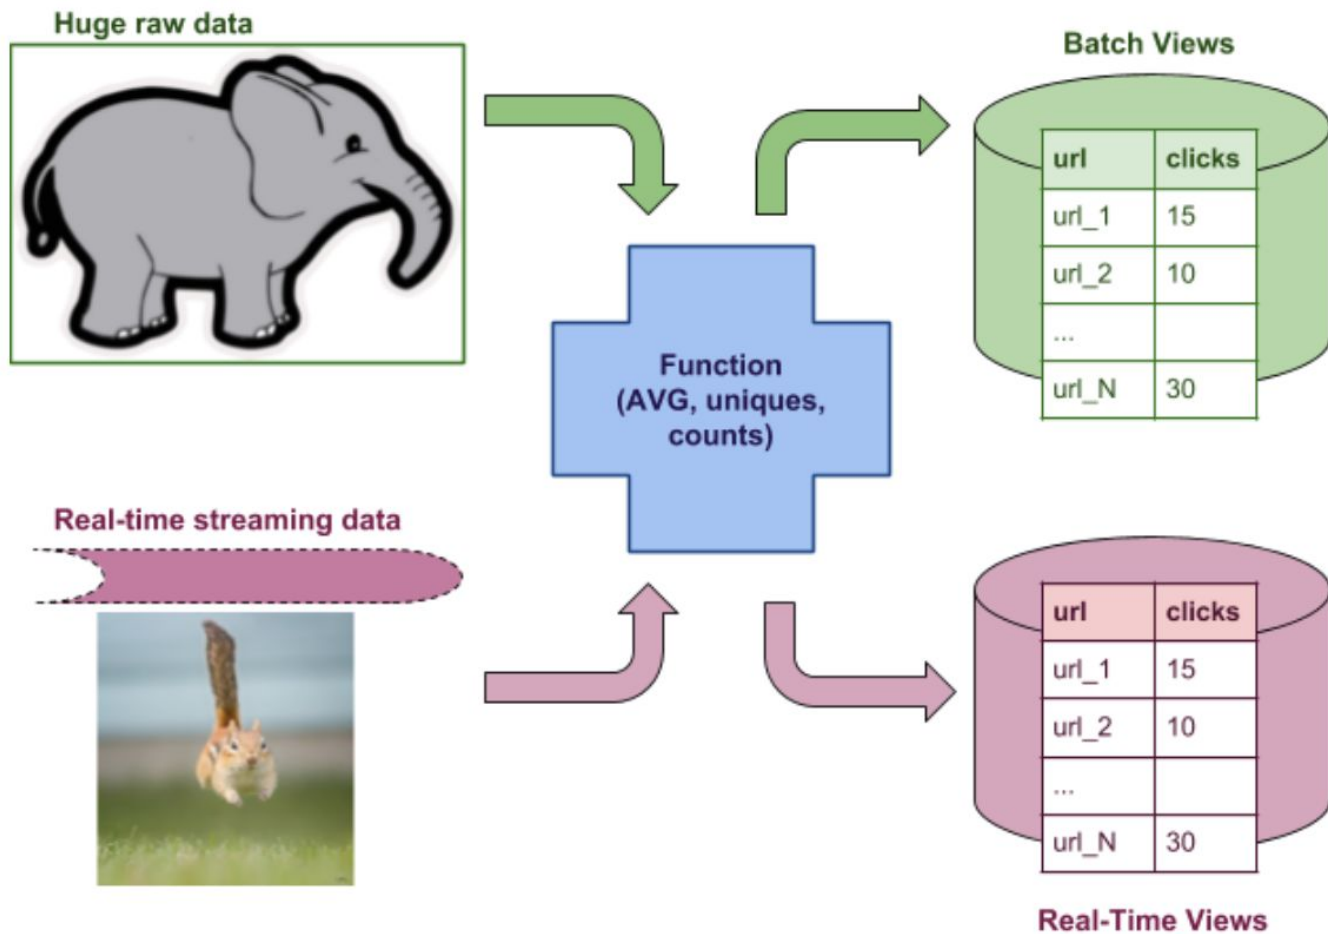 Huge raw data
Batch Views
url clicks
url_1 15
url_2 10
...
url_N 30
Function
(AVG, uniques,
counts)
Real-time streaming data
url clicks
url_1 15
url_2 10
...
url_N 30
Real-Time Views